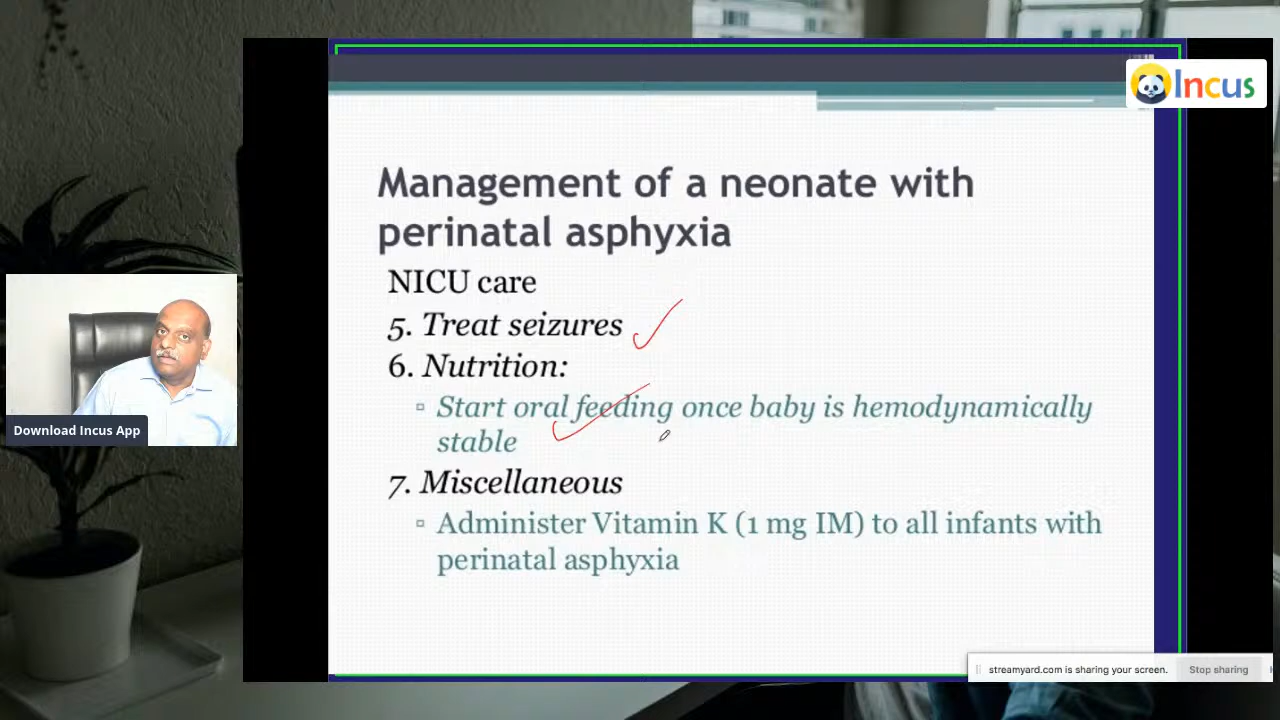 Incus
Management of a neonate with
perinatal asphyxia
NICU care
5. Treat seizures
6. Nutrition:
Start oral feeding once baby is hemodynamically
stable
7. Miscellaneous
Administer Vitamin K (1 mg IM) to all infants with
perinatal asphyxia
Download Incus App
streamyard.com is sharing your screen.
Stop sharing